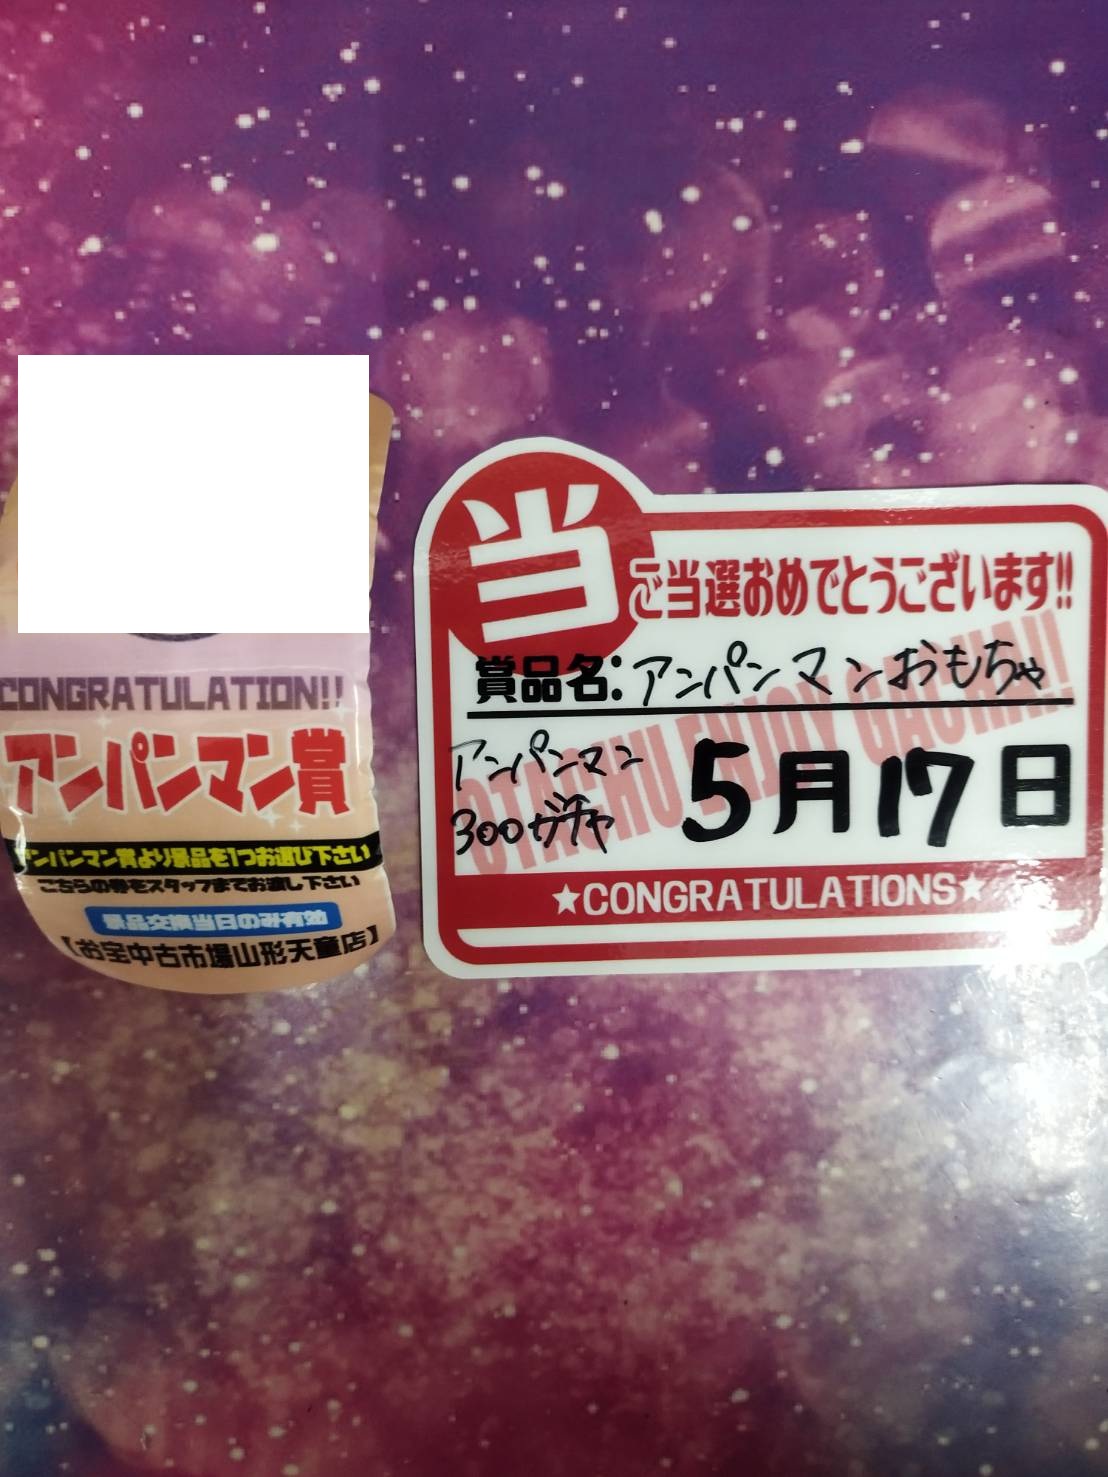 CONGRATULATION!!
アンパンマン賞
アンパンマン賞より景品を1つお選び下さい
こちらの券をスタッフまでお渡し下さい
景品交換当日のみ有効
【お宝中古市場山形天童店】
当
ご当選おめでとうございます!!
賞品名:アンパンマンおもちゃ
アンパンマン
300ガチャ
5月17日
OTACHU ENJOY GACHA!!
★CONGRATULATIONS★